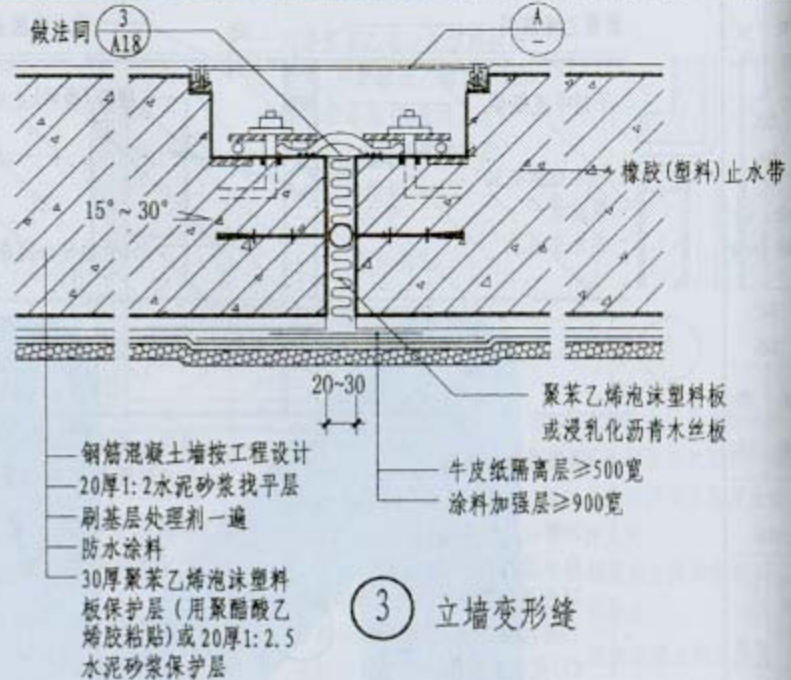 做法同
3
A18
A
—
橡胶(塑料)止水带
15°~30°
20~30
聚苯乙烯泡沫塑料板
或浸乳化沥青木丝板
牛皮纸隔离层≥500宽
涂料加强层≥900宽
钢筋混凝土墙按工程设计
20厚1:2水泥砂浆找平层
刷基层处理剂一遍
防水涂料
30厚聚苯乙烯泡沫塑料
板保护层(用聚醋酸乙
烯胶粘贴)或20厚1:2.5
水泥砂浆保护层
3 立墙变形缝